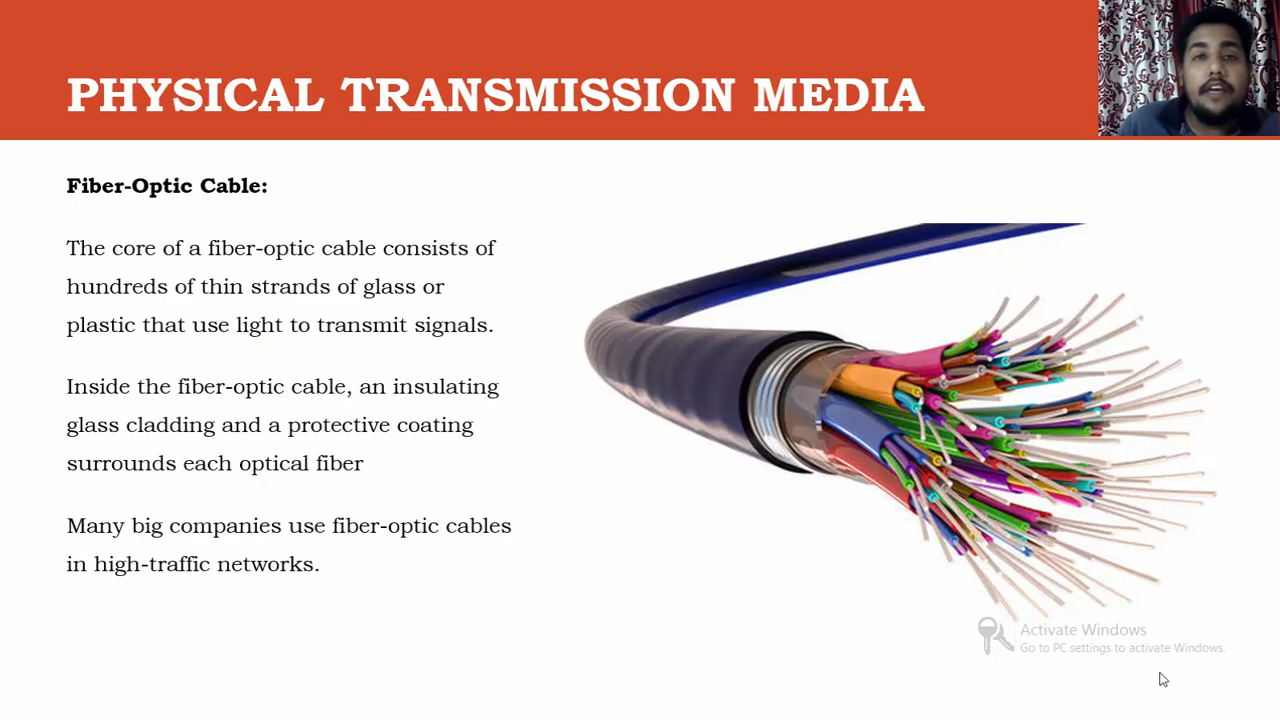 PHYSICAL TRANSMISSION MEDIA
Fiber-Optic Cable:
The core of a fiber-optic cable consists of
hundreds of thin strands of glass or
plastic that use light to transmit signals.
Inside the fiber-optic cable, an insulating
glass cladding and a protective coating
surrounds each optical fiber
Many big companies use fiber-optic cables
in high-traffic networks.
Activate Windows
Go to PC settings to activate Windows.